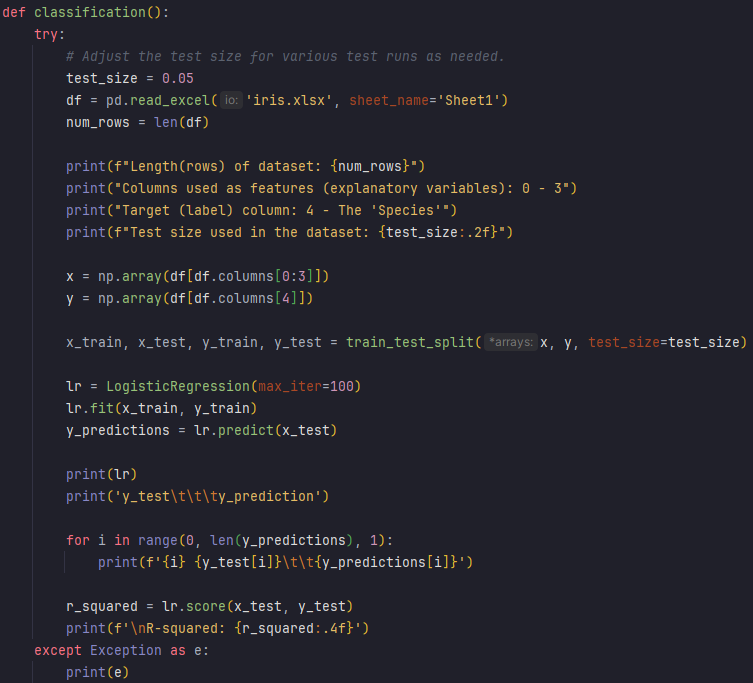 def classification():
    try:
        # Adjust the test size for various test runs as needed.
        test_size = 0.05
        df = pd.read_excel( io: 'iris.xlsx', sheet_name='Sheet1')
        num_rows = len(df)

        print(f"Length(rows) of dataset: {num_rows}")
        print("Columns used as features (explanatory variables): 0 - 3")
        print("Target (label) column: 4 - The 'Species'")
        print(f"Test size used in the dataset: {test_size:.2f}")

        x = np.array(df[df.columns[0:3]])
        y = np.array(df[df.columns[4]])

        x_train, x_test, y_train, y_test = train_test_split( *arrays: x, y, test_size=test_size)

        lr = LogisticRegression(max_iter=100)
        lr.fit(x_train, y_train)
        y_predictions = lr.predict(x_test)

        print(lr)
        print('y_test\t\t\ty_prediction')

        for i in range(0, len(y_predictions), 1):
            print(f'{i} {y_test[i]}\t\t{y_predictions[i]}')

        r_squared = lr.score(x_test, y_test)
        print(f'\nR-squared: {r_squared:.4f}')
    except Exception as e:
        print(e)